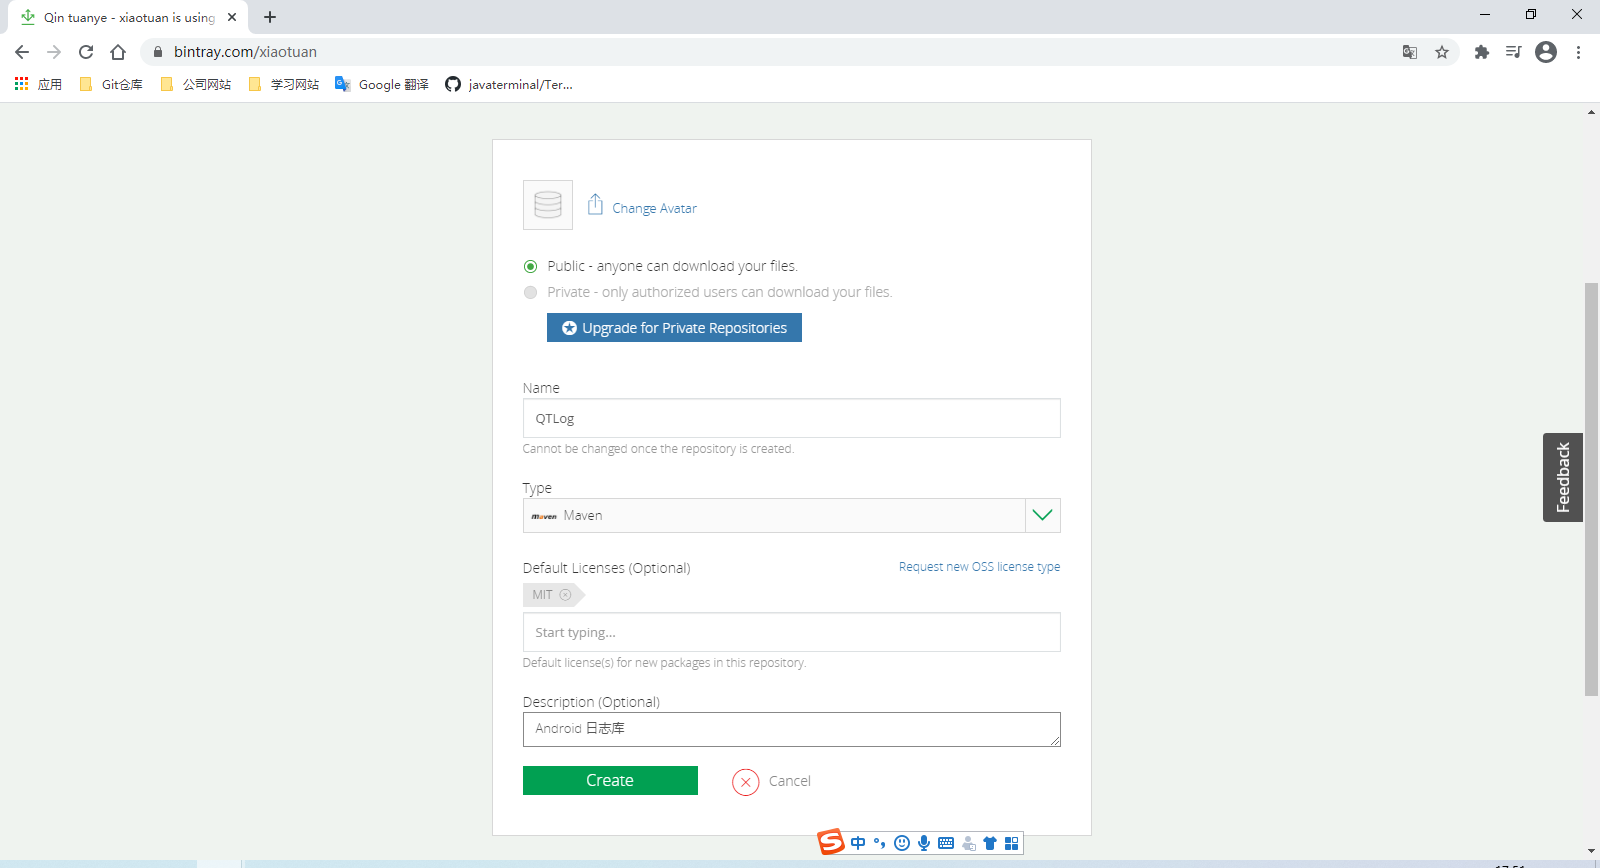 Qin tuanye - xiaotuan is using
bintray.com/xiaotuan
应用 Git仓库 公司网站 学习网站 Google 翻译 javaterminal/Ter...
Change Avatar
Public - anyone can download your files.
Private - only authorized users can download your files.
Upgrade for Private Repositories
Name
QTLog
Cannot be changed once the repository is created.
Type
maven Maven
Default Licenses (Optional) Request new OSS license type
MIT
Start typing...
Default license(s) for new packages in this repository.
Description (Optional)
Android 日志库
Create Cancel
Feedback
S 中